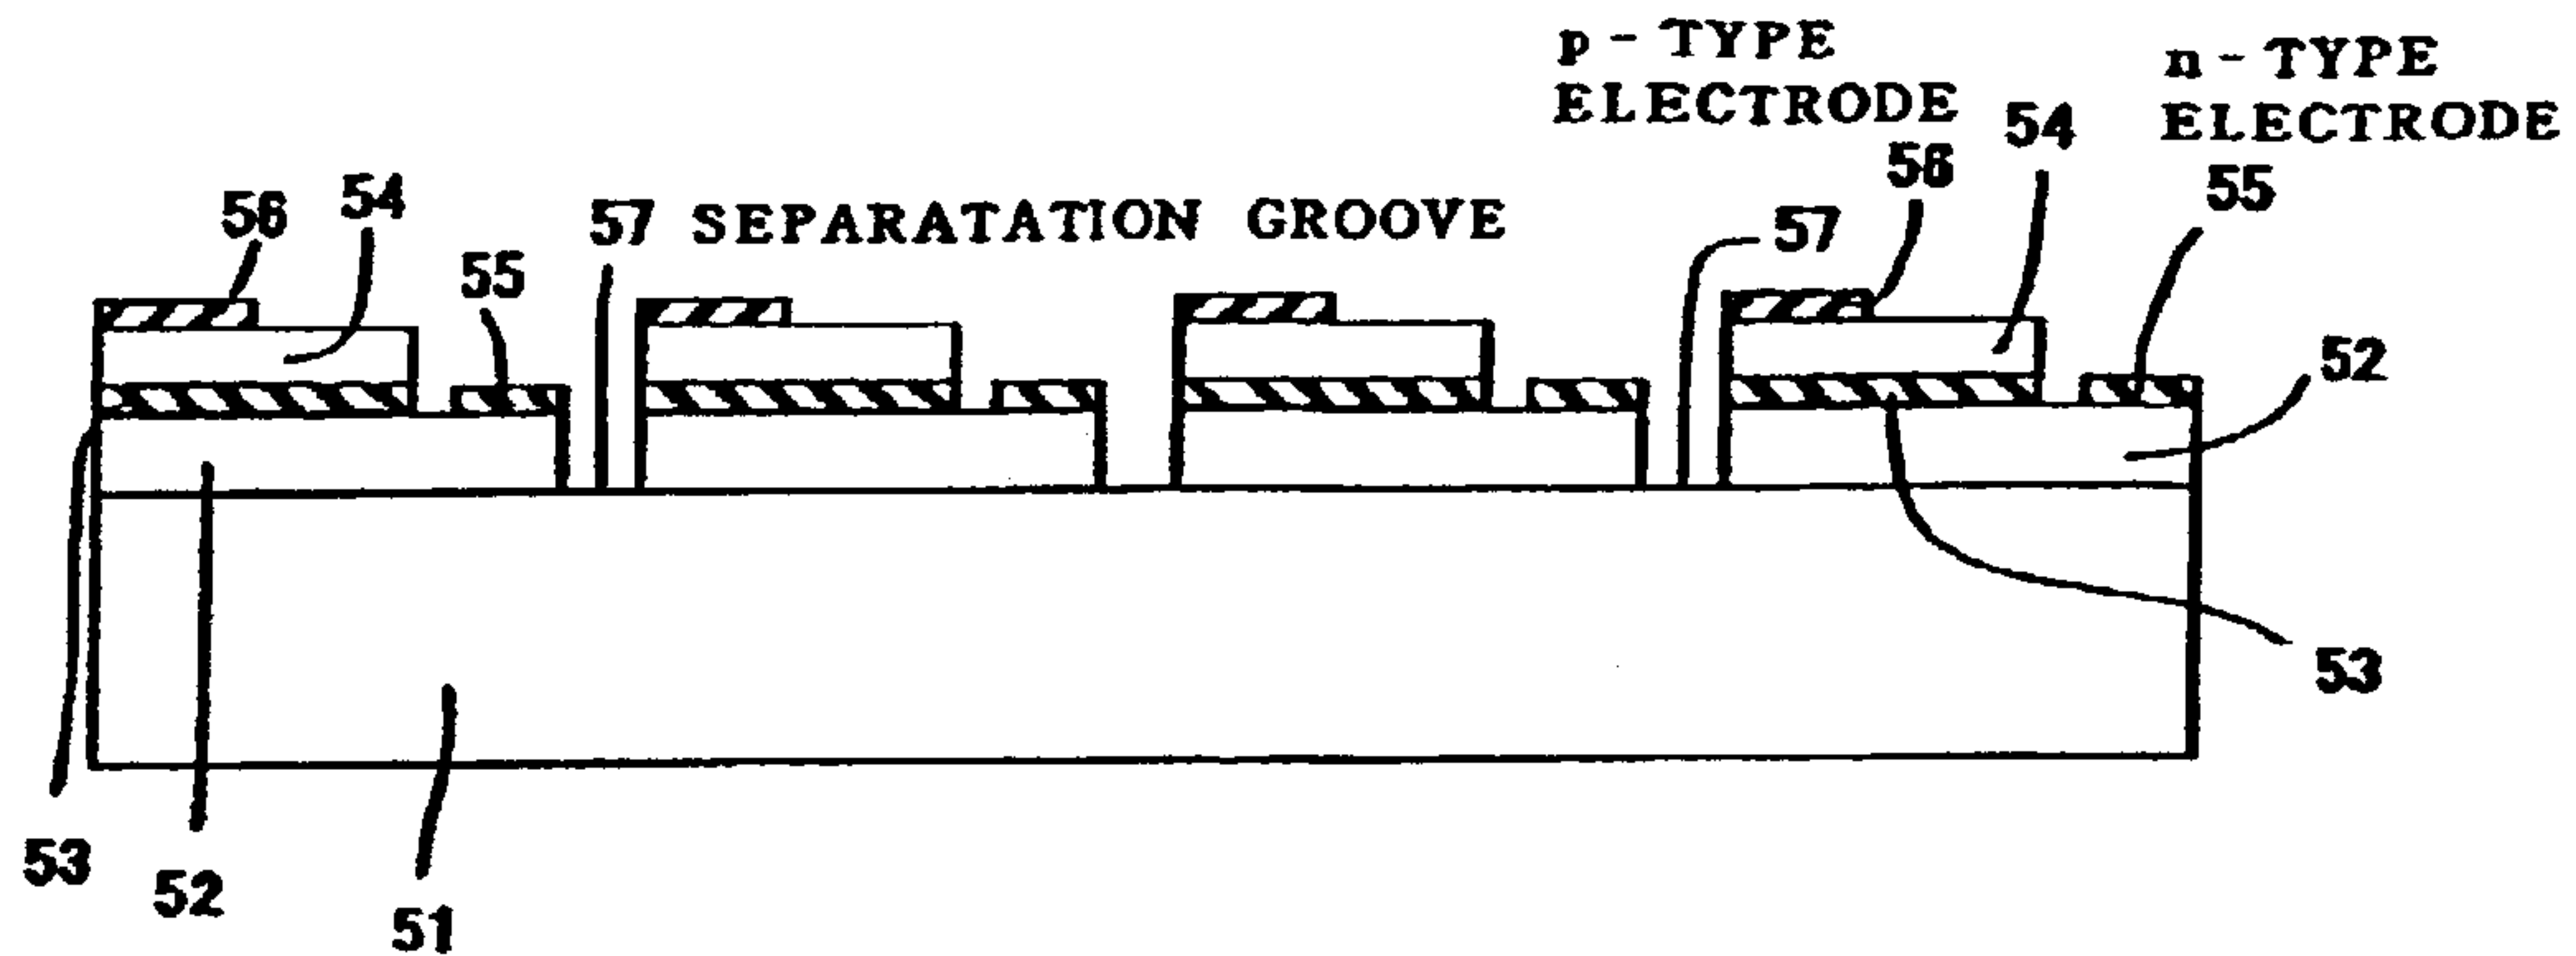 p - TYPE
ELECTRODE
n - TYPE
ELECTRODE
56
54
55
57 SEPARATATION GROOVE
57
56
54
55
52
53
53
52
51